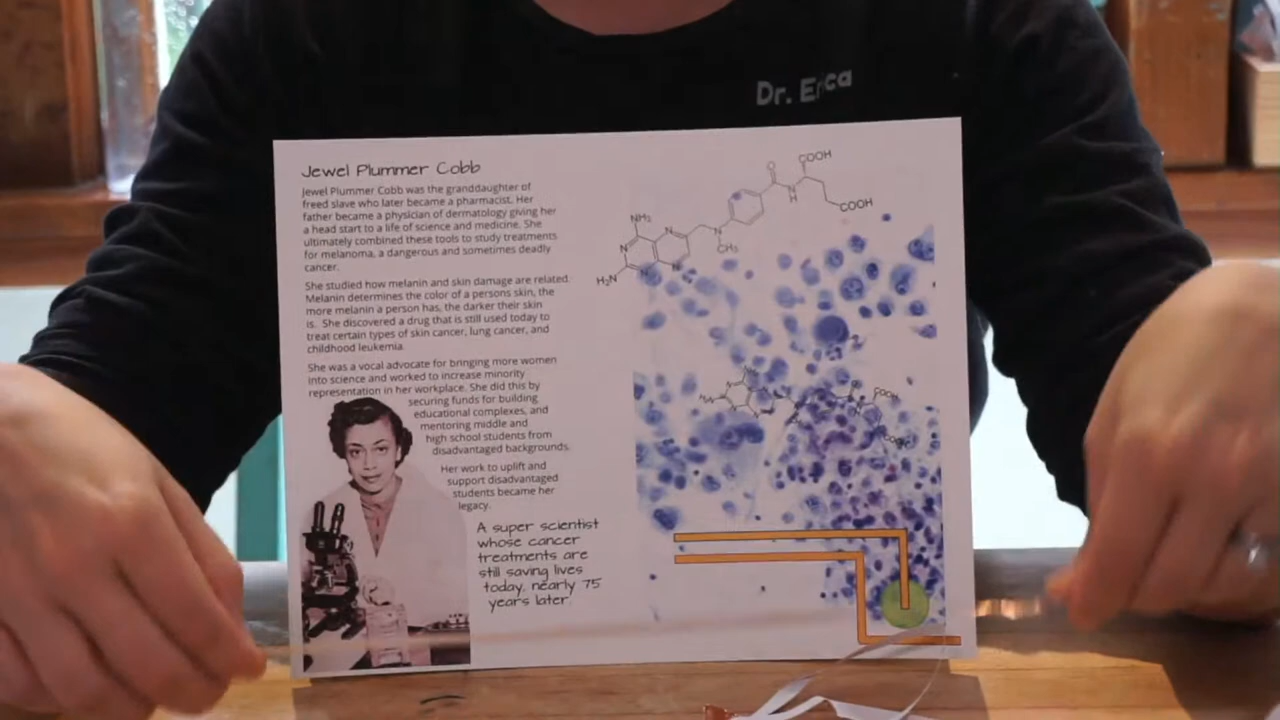 Dr. Erica
Jewel Plummer Cobb
Jewel Plummer Cobb was the granddaughter of
freed slave who later became a pharmacist. Her
father became a physician of dermatology giving her
a head start to a life of science and medicine. She
ultimately combined these tools to study treatments
for melanoma, a dangerous and sometimes deadly
cancer.
She studied how melanin and skin damage are related.
Melanin determines the color of a persons skin, the
more melanin a person has, the darker their skin
is. She discovered a drug that is still used today to
treat certain types of skin cancer, lung cancer, and
childhood leukemia.
She was a vocal advocate for bringing more women
into science and worked to increase minority
representation in her workplace. She did this by
securing funds for building
educational complexes, and
mentoring middle and
high school students from
disadvantaged backgrounds.
Her work to uplift and
support disadvantaged
students became her
legacy.
A super scientist
whose cancer
treatments are
still saving lives
today, nearly 75
years later.
O
COOH
N
H
COOH
NH₂
N
N
N
CH₃
H₂N
N
N
COOH